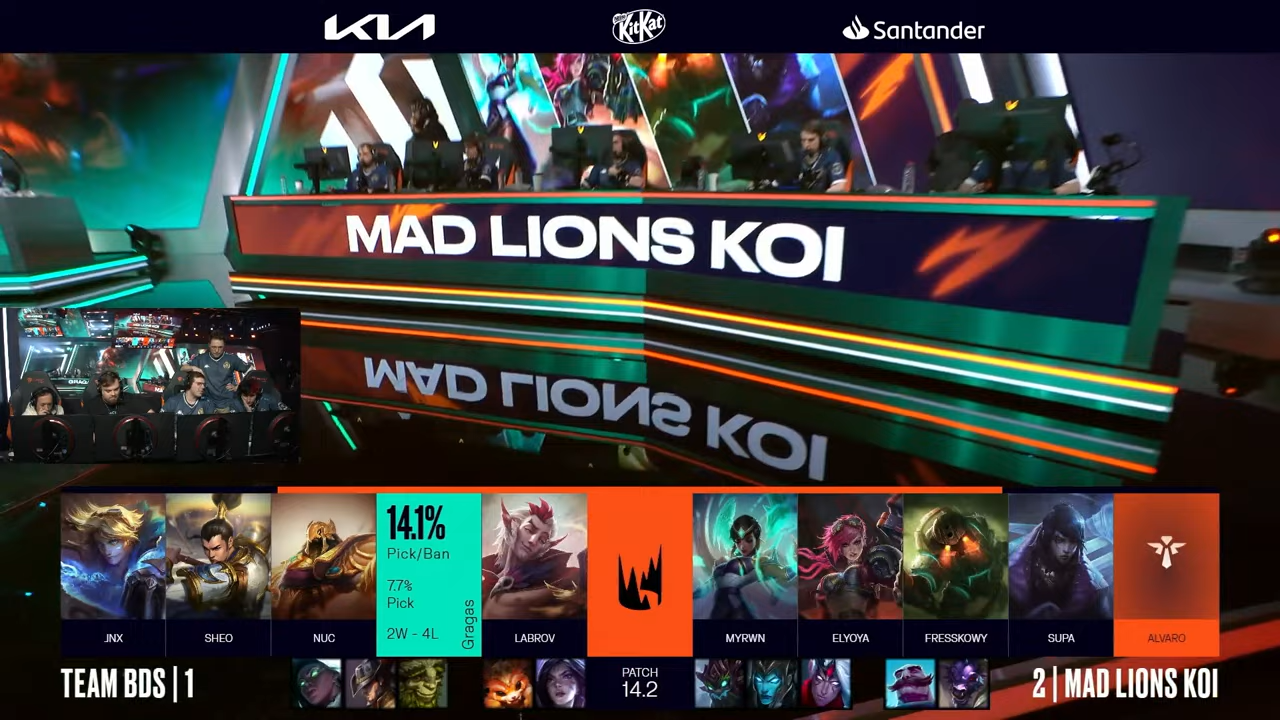 KIA
KitKat
Santander
MAD LIONS KOI
MAD LIONS KOI
14.1%
Pick/Ban
7.7%
Pick
2W - 4L
Gragas
JNX
SHEO
NUC
LABROV
MYRWN
ELYOYA
FRESSKOWY
SUPA
ALVARO
TEAM BDS | 1
PATCH
14.2
2 | MAD LIONS KOI